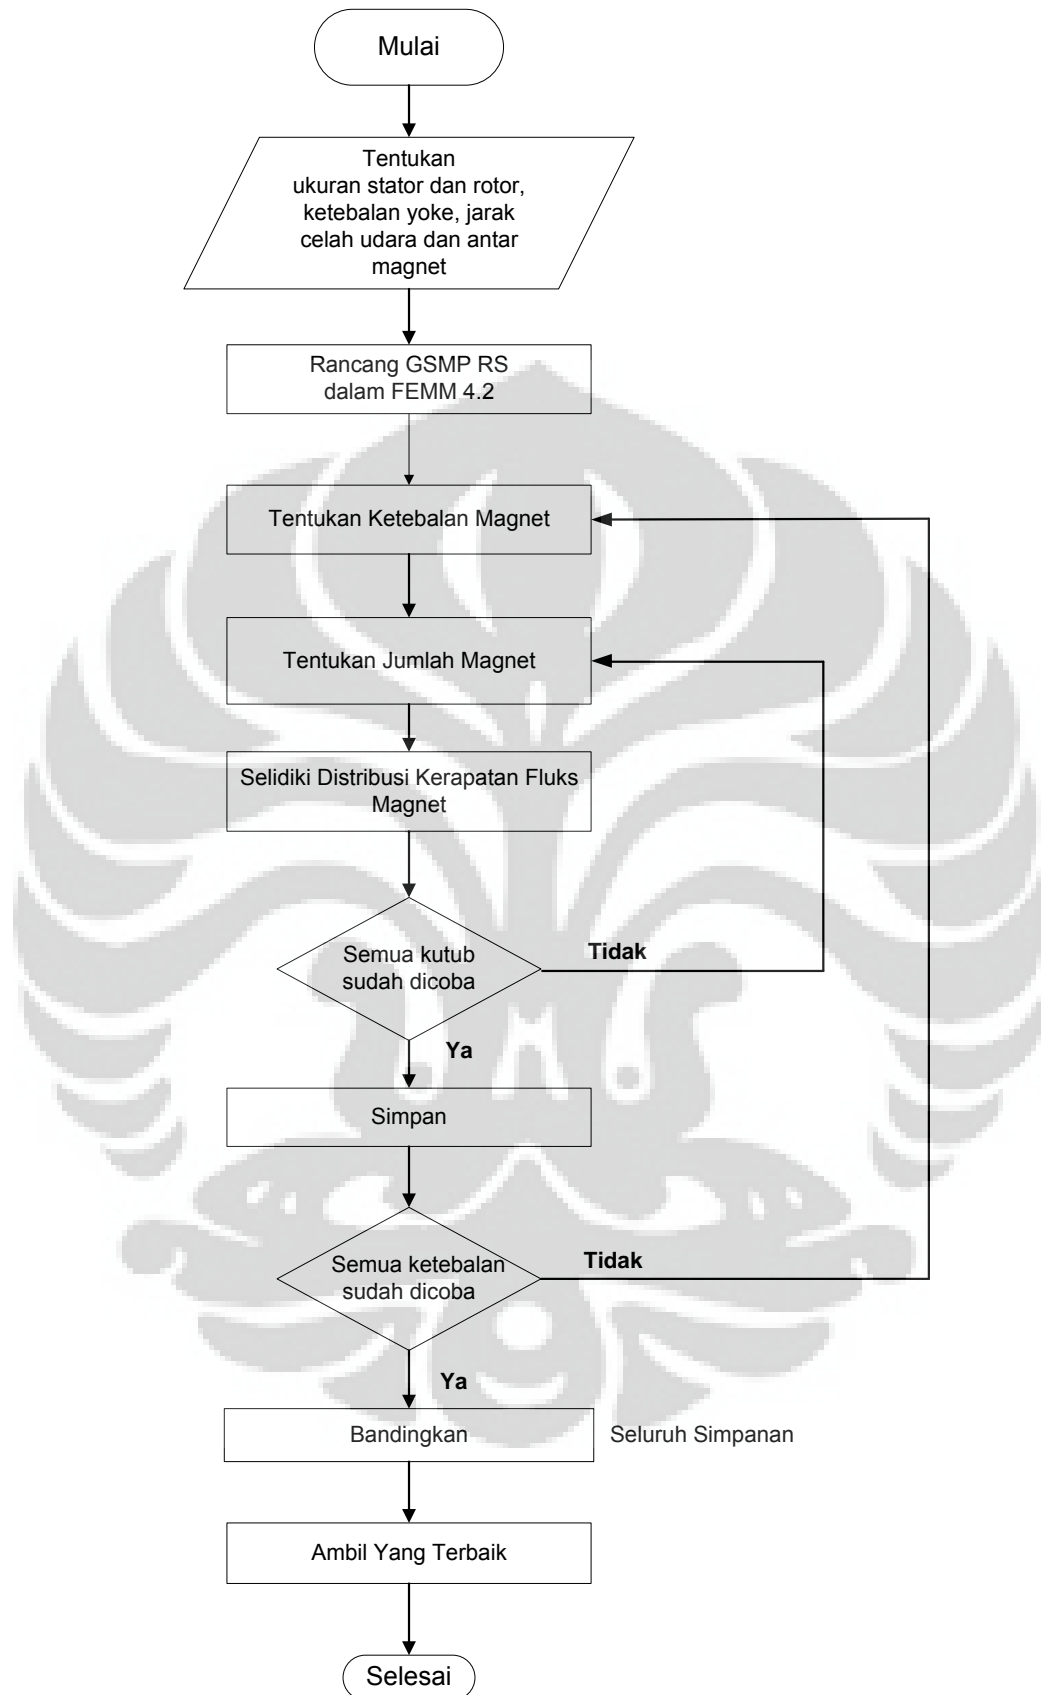 Mulai
Tentukan
ukuran stator dan rotor,
ketebalan yoke, jarak
celah udara dan antar
magnet
Rancang GSMP RS
dalam FEMM 4.2
Tentukan Ketebalan Magnet
Tentukan Jumlah Magnet
Selidiki Distribusi Kerapatan Fluks
Magnet
Semua kutub
sudah dicoba
Tidak
Ya
Simpan
Semua ketebalan
sudah dicoba
Tidak
Ya
Bandingkan
Seluruh Simpanan
Ambil Yang Terbaik
Selesai